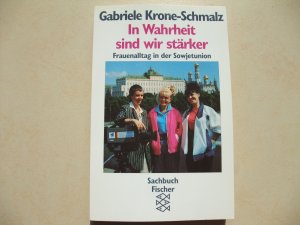 Gabriele Krone-Schmalz
In Wahrheit
sind wir stärker
Frauenalltag in der Sowjetunion
Sachbuch
Fischer